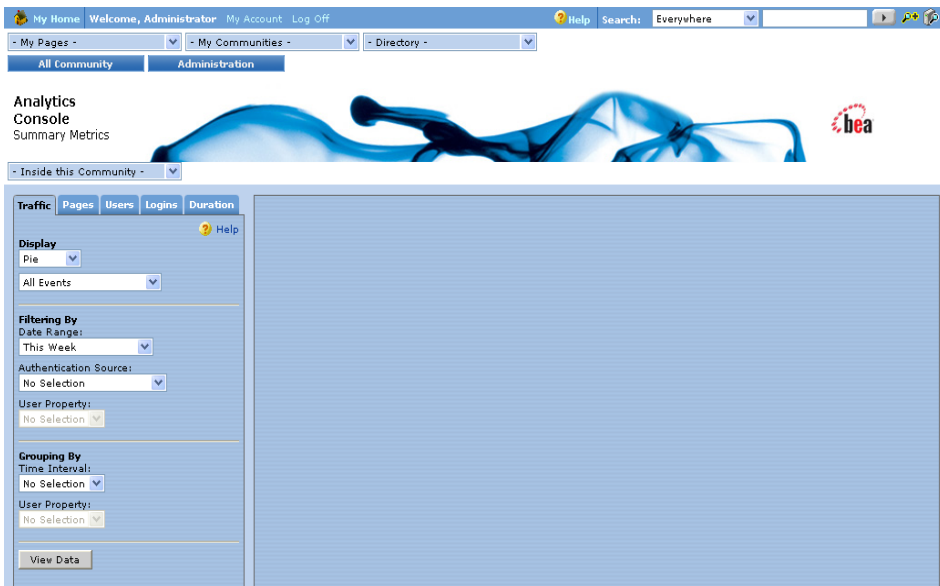 My Home Welcome, Administrator My Account Log Off Help Search: Everywhere
- My Pages - - My Communities - - Directory -
All Community Administration
Analytics
Console
Summary Metrics
bea
- Inside this Community -
Traffic Pages Users Logins Duration
Help
Display
Pie
All Events
Filtering By
Date Range:
This Week
Authentication Source:
No Selection
User Property:
No Selection
Grouping By
Time Interval:
No Selection
User Property:
No Selection
View Data